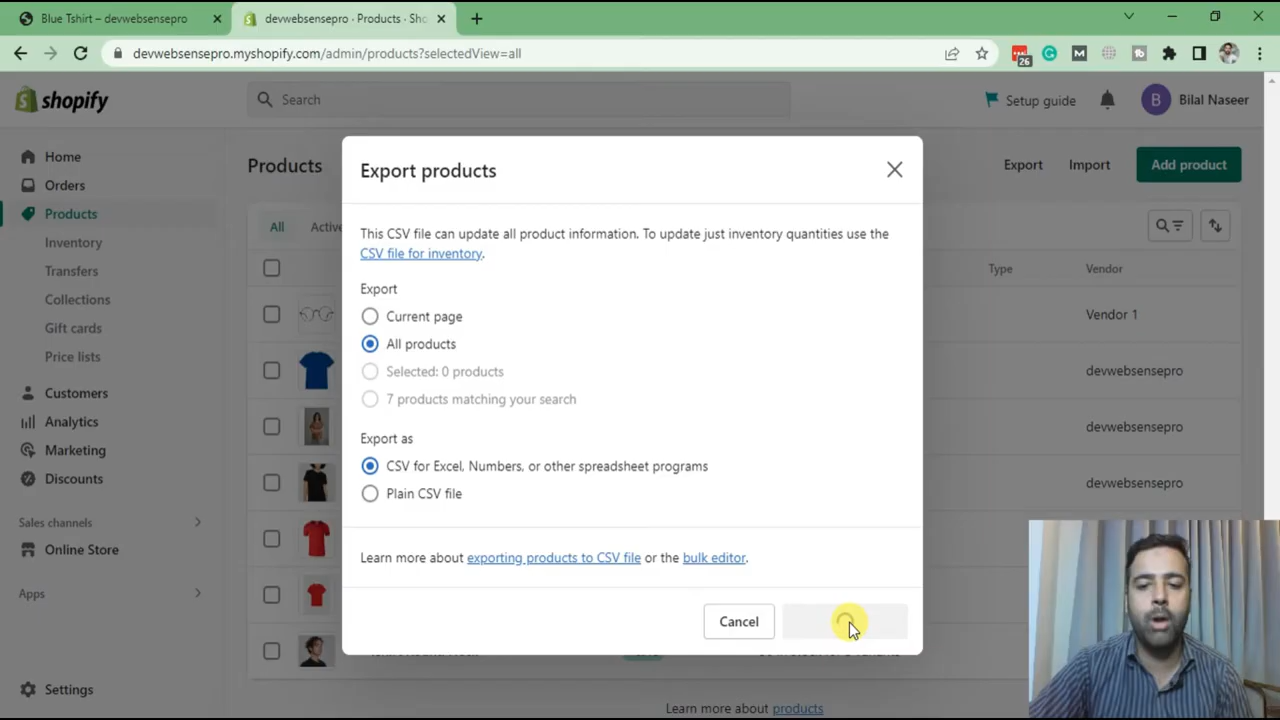 Blue Tshirt – devwebsensepro
devwebsensepro · Products · Sho
devwebsensepro.myshopify.com/admin/products?selectedView=all
26
shopify
Search
Setup guide
B
Bilal Naseer
Home
Orders
Products
Inventory
Transfers
Collections
Gift cards
Price lists
Customers
Analytics
Marketing
Discounts
Sales channels
Online Store
Apps
Settings
Products
Export
Import
Add product
All
Active
Type
Vendor
Vendor 1
devwebsensepro
devwebsensepro
devwebsensepro
Export products
This CSV file can update all product information. To update just inventory quantities use the
CSV file for inventory.
Export
Current page
All products
Selected: 0 products
7 products matching your search
Export as
CSV for Excel, Numbers, or other spreadsheet programs
Plain CSV file
Learn more about exporting products to CSV file or the bulk editor.
Cancel
Learn more about products